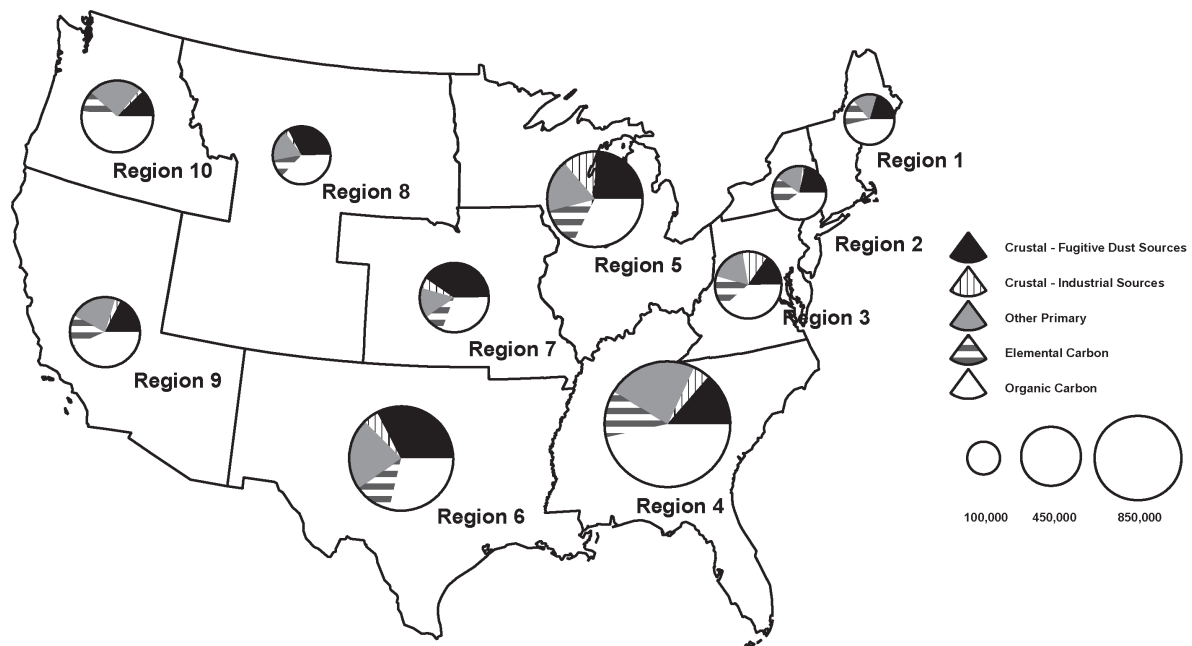 Region 1
Region 10
Region 8
Region 2
Region 5
Crustal - Fugitive Dust Sources
Crustal - Industrial Sources
Region 3
Other Primary
Region 7
Elemental Carbon
Region 9
Organic Carbon
Region 4
Region 6
100,000 450,000 850,000